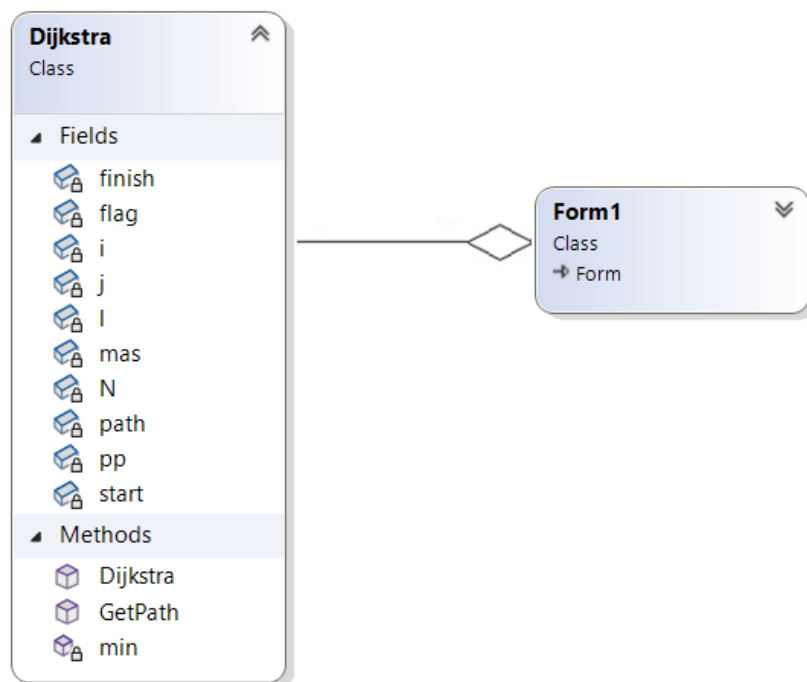 Dijkstra
Class
Fields
finish
flag
i
j
l
mas
N
path
pp
start
Methods
Dijkstra
GetPath
min
Form1
Class
Form